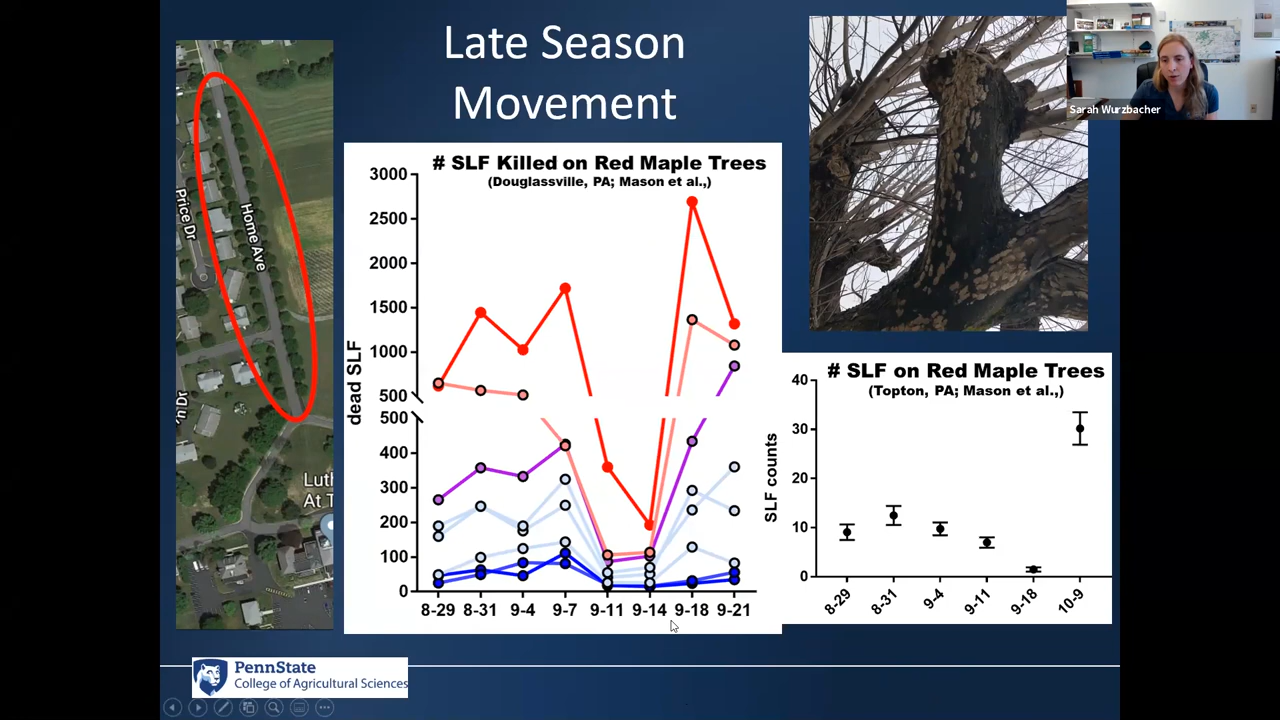 Late Season
Movement
Sarah Wurzbacher
Price Dr
Home Ave
n Dr
Luth
At T
# SLF Killed on Red Maple Trees
(Douglassville, PA; Mason et al.,)
dead SLF
3000
2500
2000
1500
1000
500
500
400
300
200
100
0
8-29 8-31 9-4 9-7 9-11 9-14 9-18 9-21
# SLF on Red Maple Trees
(Topton, PA; Mason et al.,)
SLF counts
40
30
20
10
0
8-29 8-31 9-4 9-11 9-18 10-9
PennState
College of Agricultural Sciences